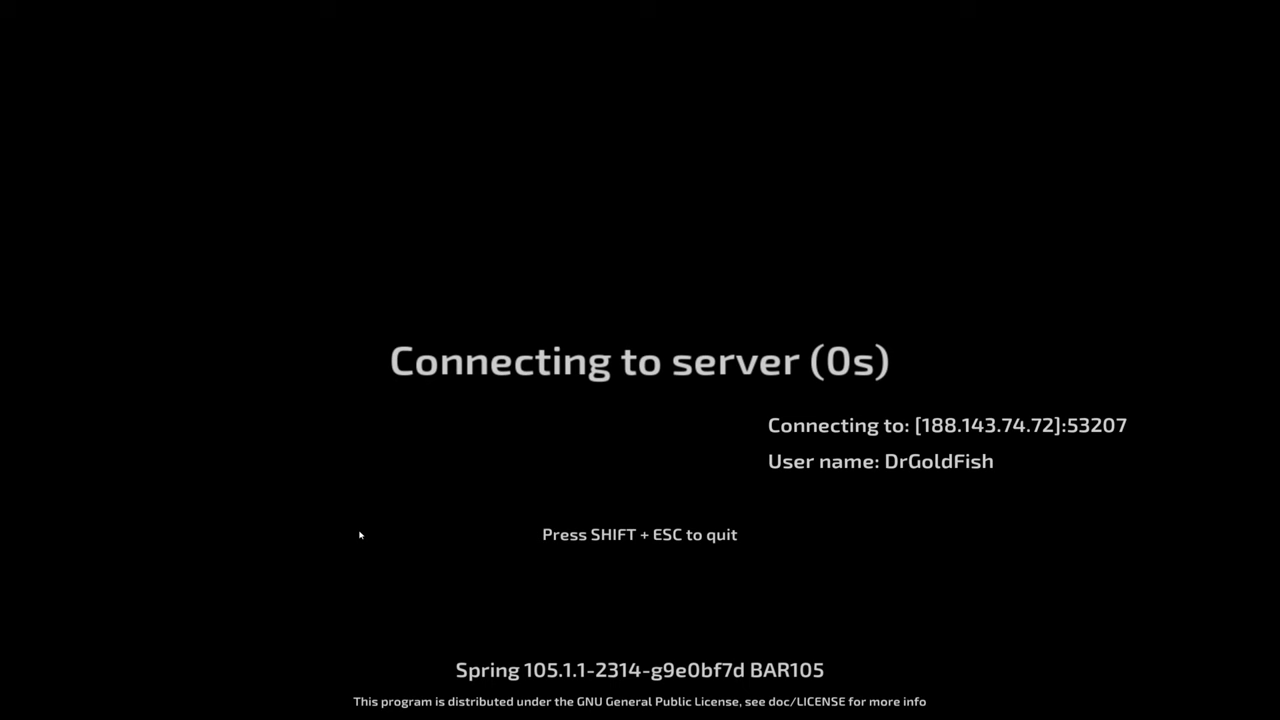 Connecting to server (0s)
Connecting to: [188.143.74.72]:53207
User name: DrGoldFish
Press SHIFT + ESC to quit
Spring 105.1.1-2314-g9e0bf7d BAR105
This program is distributed under the GNU General Public License, see doc/LICENSE for more info